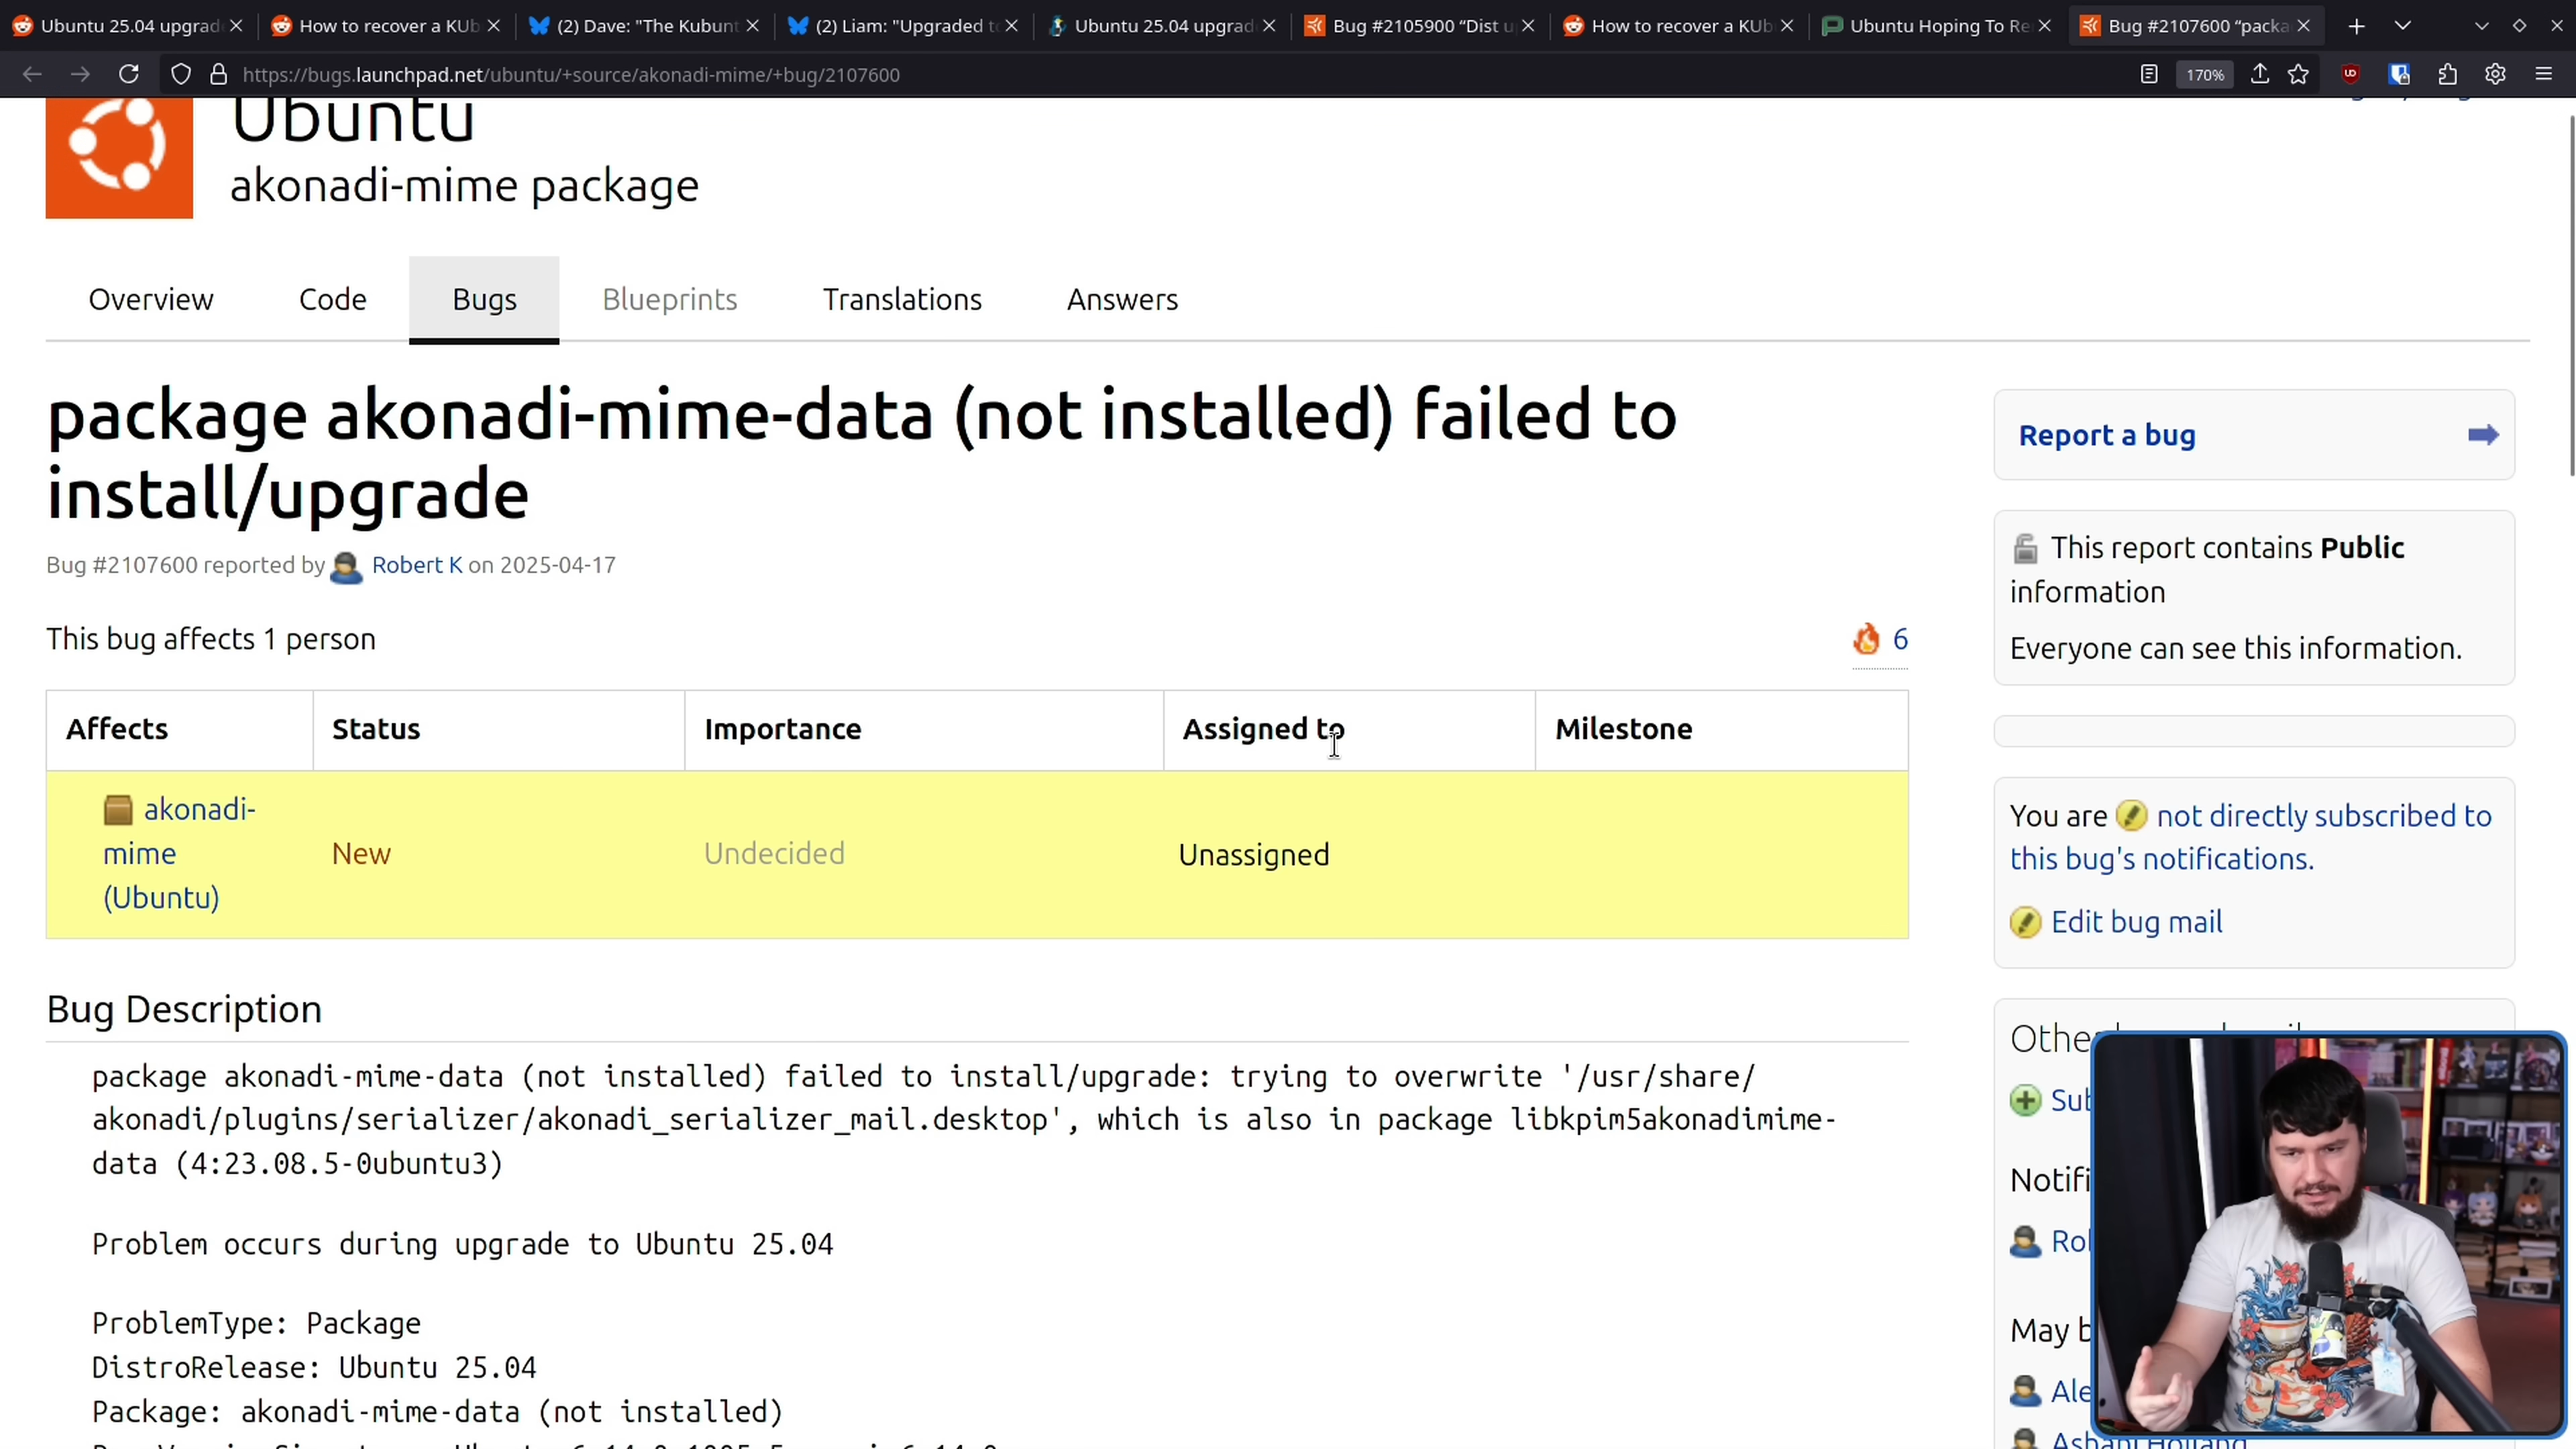 Ubuntu 25.04 upgrad
How to recover a KUb
(2) Dave: "The Kubunt
(2) Liam: "Upgraded t
Ubuntu 25.04 upgrad
Bug #2105900 “Dist u
How to recover a KUb
Ubuntu Hoping To Re
Bug #2107600 “packa
https://bugs.launchpad.net/ubuntu/+source/akonadi-mime/+bug/2107600
170%
Ubuntu
akonadi-mime package
Overview
Code
Bugs
Blueprints
Translations
Answers
package akonadi-mime-data (not installed) failed to
install/upgrade
Bug #2107600 reported by Robert K on 2025-04-17
This bug affects 1 person
6
Affects Status Importance Assigned to Milestone
akonadi-
mime
(Ubuntu)
New
Undecided
Unassigned
Bug Description
package akonadi-mime-data (not installed) failed to install/upgrade: trying to overwrite '/usr/share/
akonadi/plugins/serializer/akonadi_serializer_mail.desktop', which is also in package libkpim5akonadimime-
data (4:23.08.5-0ubuntu3)
Problem occurs during upgrade to Ubuntu 25.04
ProblemType: Package
DistroRelease: Ubuntu 25.04
Package: akonadi-mime-data (not installed)
Report a bug
This report contains Public
information
Everyone can see this information.
You are not directly subscribed to
this bug's notifications.
Edit bug mail
Othe
Sub
Notifi
Rol
May b
Ale